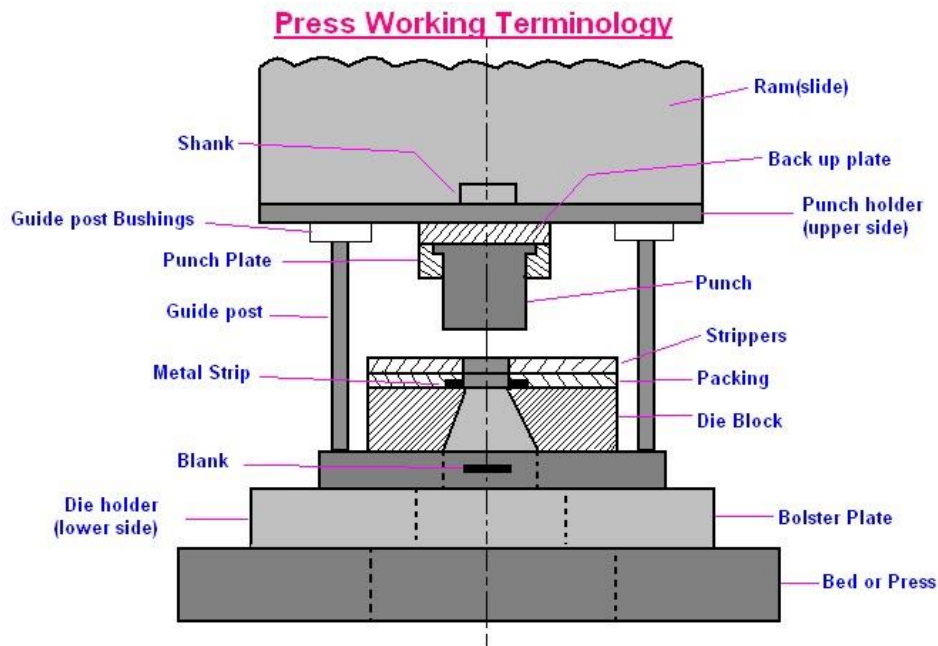 Press Working Terminology
Ram(slide)
Shank
Back up plate
Guide post Bushings
Punch holder
(upper side)
Punch Plate
Punch
Guide post
Strippers
Metal Strip
Packing
Die Block
Blank
Die holder
(lower side)
Bolster Plate
Bed or Press